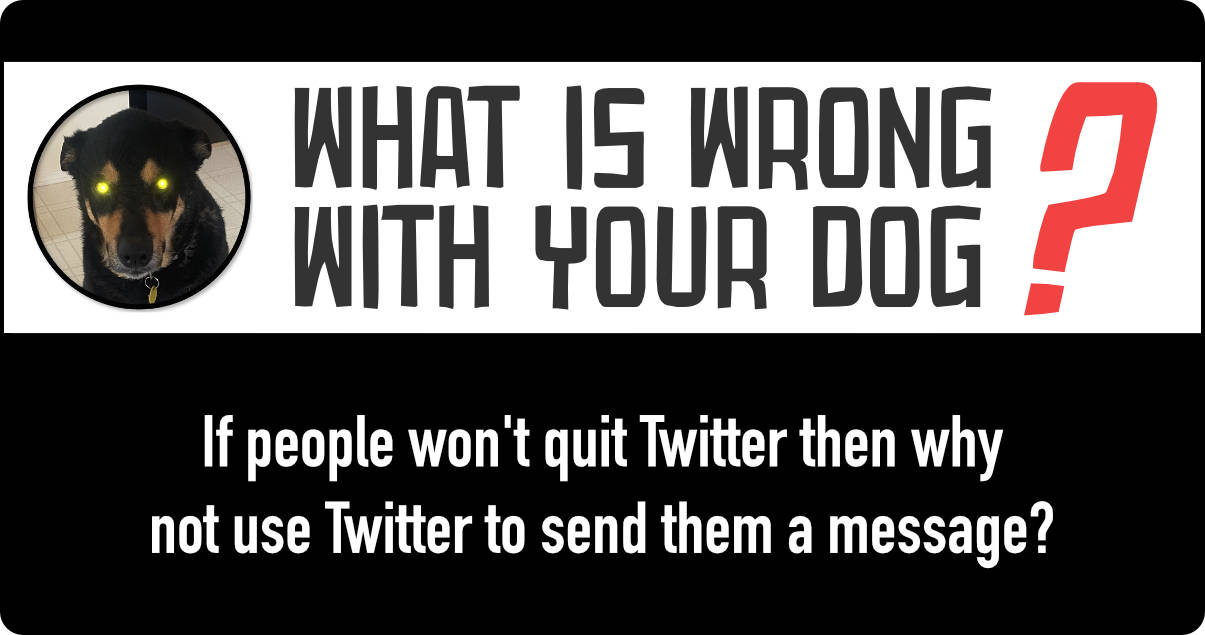 WHAT IS WRONG
WITH YOUR DOG?
If people won't quit Twitter then why
not use Twitter to send them a message?